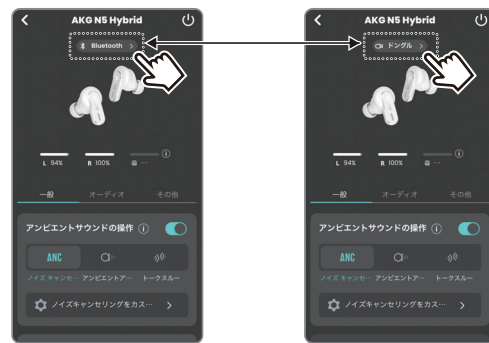 AKG N5 Hybrid
Bluetooth
L 94%
R 100%
--
一般
オーディオ
その他
アンビエントサウンドの操作
ANC
ノイズ キャンセ…
アンビエントア…
トークスルー
ノイズキャンセリングをカス…
AKG N5 Hybrid
ドングル
L 94%
R 100%
--
一般
オーディオ
その他
アンビエントサウンドの操作
ANC
ノイズ キャンセ…
アンビエントア…
トークスルー
ノイズキャンセリングをカス…